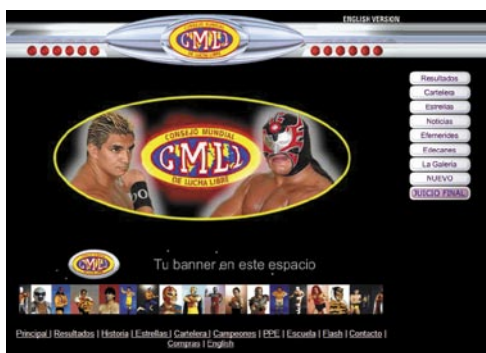 ENGLISH VERSION
CMLL
Resultados
Cartelera
Estrellas
Noticias
Efemerides
Edecanes
La Galería
NUEVO
JUICIO FINAL
CONSEJO MUNDIAL
CMLL
DE LUCHA LIBRE
CMLL
Tu banner en este espacio
Principal | Resultados | Historia | Estrellas | Cartelera | Campeones | PPE | Escuela | Flash | Contacto |
Compras | English